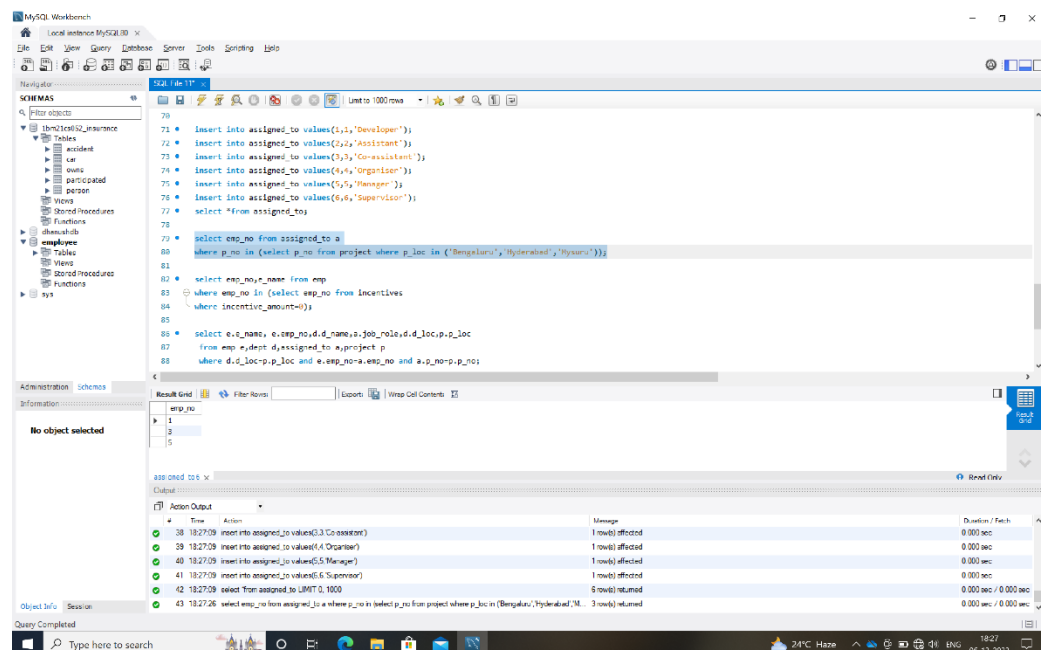 MySQL Workbench
Local instance MySQL80
File Edit View Query Database Server Tools Scripting Help
Navigator
SQL File 11*
SCHEMAS
Filter objects
Limit to 1000 rows
1bm21cs052_insurance
Tables
accident
car
owns
participated
person
Views
Stored Procedures
Functions
dhanushdb
employee
Tables
Views
Stored Procedures
Functions
sys
70
71 insert into assigned_to values(1,1,'Developer');
72 insert into assigned_to values(2,2,'Assistant');
73 insert into assigned_to values(3,3,'Co-assistant');
74 insert into assigned_to values(4,4,'Organiser');
75 insert into assigned_to values(5,5,'Manager');
76 insert into assigned_to values(6,6,'Supervisor');
77 select *from assigned_to;
78
79 select emp_no from assigned_to a
80 where p_no in (select p_no from project where p_loc in ('Bengaluru','Hyderabad','Mysuru'));
81
82 select emp_no,e_name from emp
83 where emp_no in (select emp_no from incentives
84 where incentive_amount=0);
85
86 select e.e_name, e.emp_no,d.d_name,a.job_role,d.d_loc,p.p_loc
87 from emp e,dept d,assigned_to a,project p
88 where d.d_loc=p.p_loc and e.emp_no=a.emp_no and a.p_no=p.p_no;
Administration Schemas
Information
No object selected
Result Grid Filter Rows: Export: Wrap Cell Content:
Result Grid
emp_no
1
3
5
assigned_to 6
Read Only
Output
Action Output
# Time Action Message Duration / Fetch
38 18:27:09 insert into assigned_to values(3,3,'Co-assistant') 1 row(s) affected 0.000 sec
39 18:27:09 insert into assigned_to values(4,4,'Organiser') 1 row(s) affected 0.000 sec
40 18:27:09 insert into assigned_to values(5,5,'Manager') 1 row(s) affected 0.000 sec
41 18:27:09 insert into assigned_to values(6,6,'Supervisor') 1 row(s) affected 0.000 sec
42 18:27:09 select *from assigned_to LIMIT 0, 1000 6 row(s) returned 0.000 sec / 0.000 sec
43 18:27:26 select emp_no from assigned_to a where p_no in (select p_no from project where p_loc in ('Bengaluru','Hyderabad','M... 3 row(s) returned 0.000 sec / 0.000 sec
Object Info Session
Query Completed
Type here to search
24°C Haze
ENG
18:27